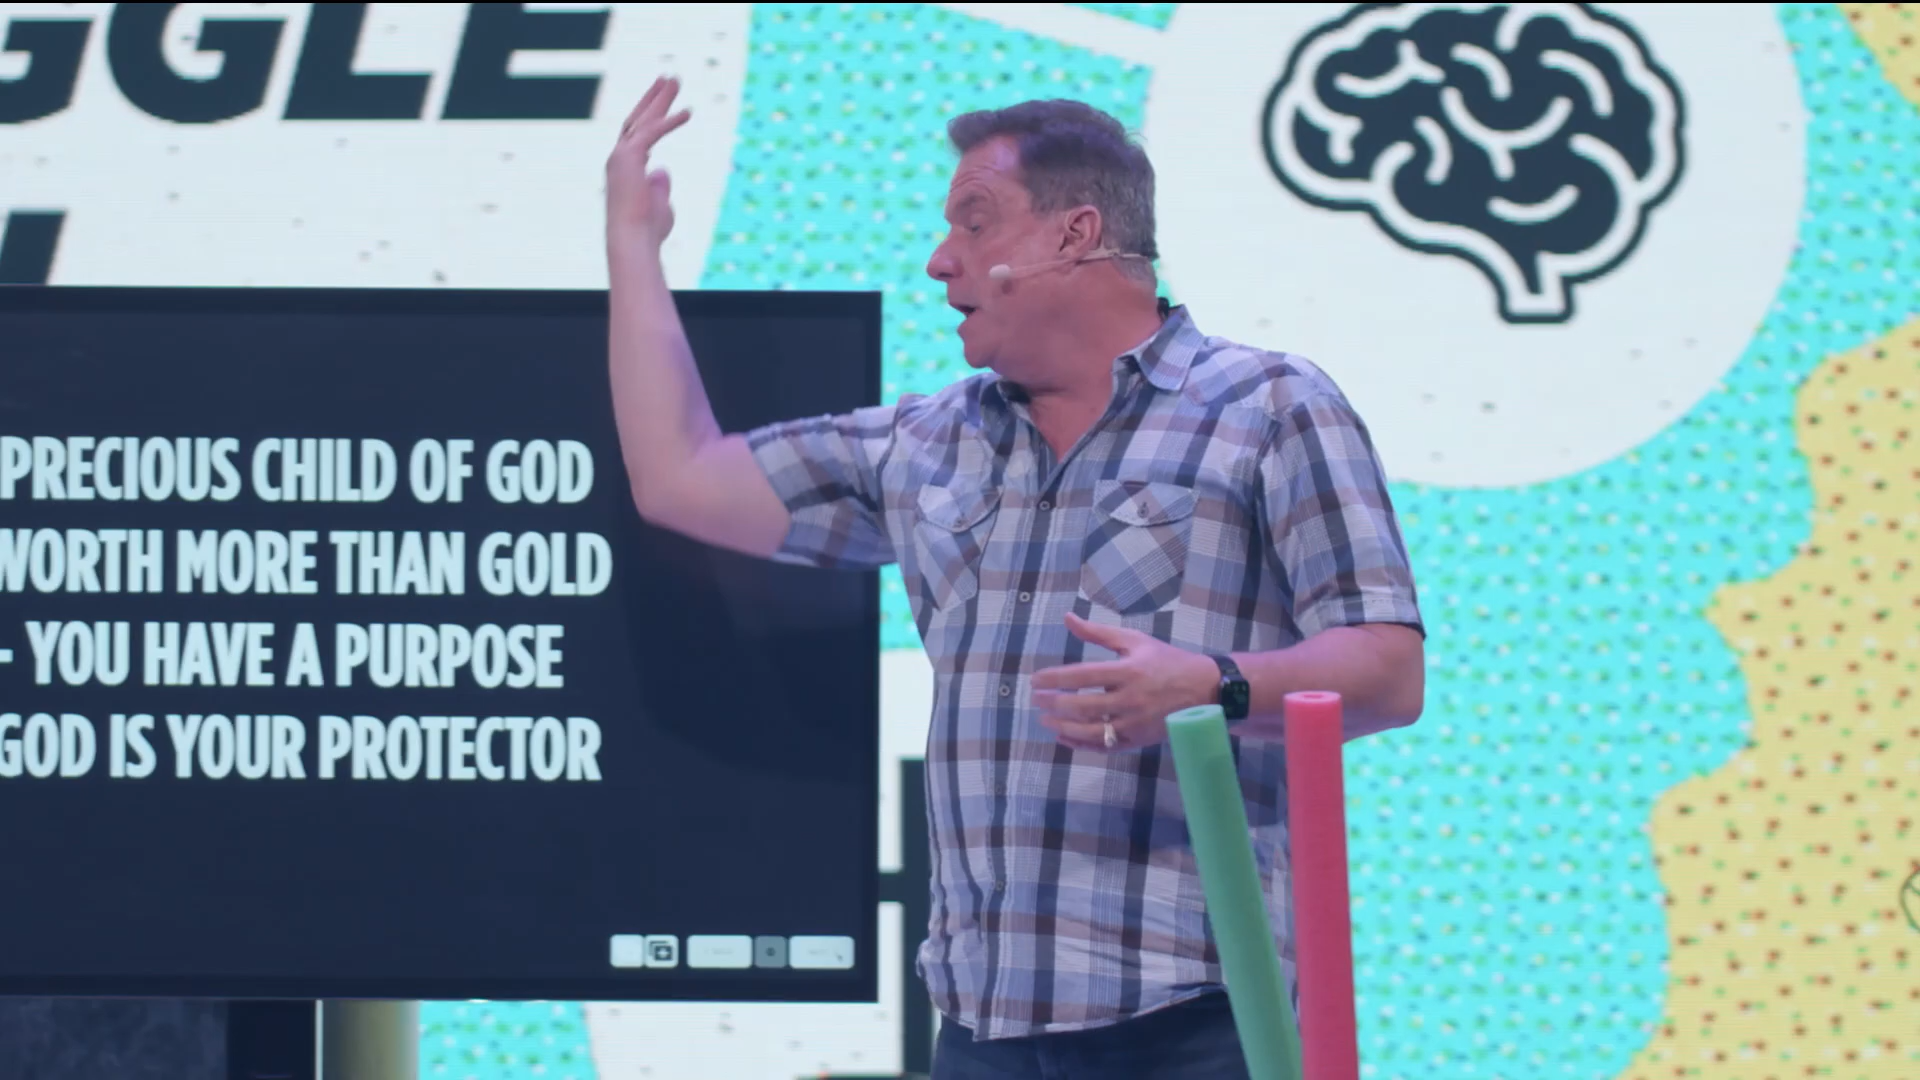 GGLE
PRECIOUS CHILD OF GOD
WORTH MORE THAN GOLD
- YOU HAVE A PURPOSE
GOD IS YOUR PROTECTOR